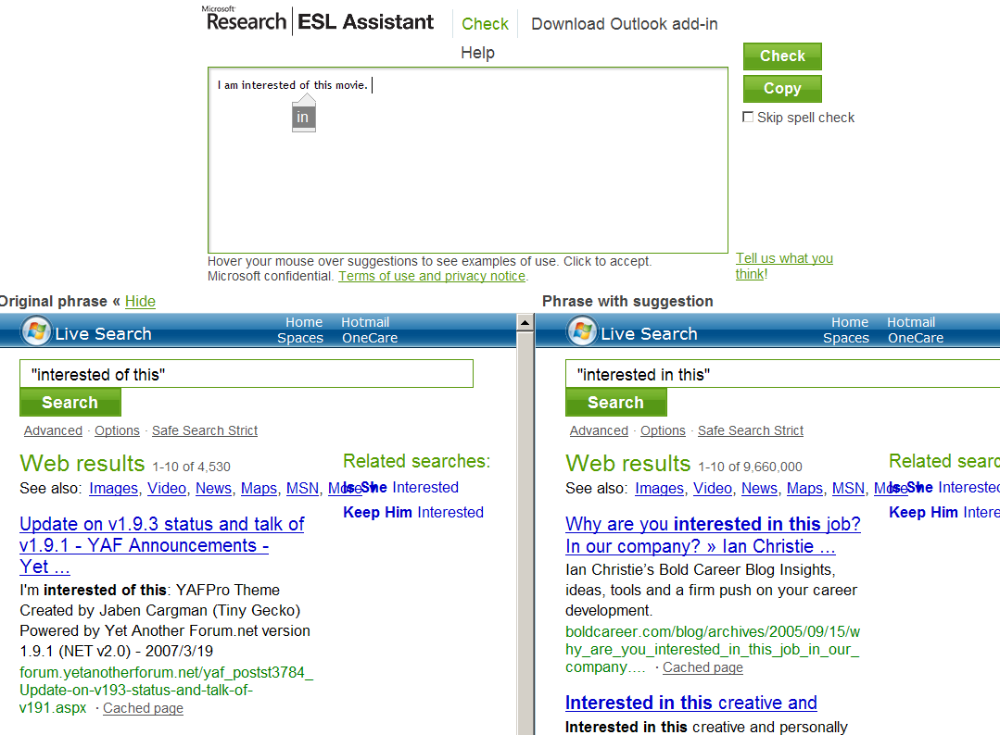 Microsoft
Research ESL Assistant Check Download Outlook add-in
Help
Check
Copy
Skip spell check
I am interested of this movie.
in
Hover your mouse over suggestions to see examples of use. Click to accept.
Microsoft confidential. Terms of use and privacy notice.
Tell us what you
think!
Original phrase « Hide
Live Search
Home Hotmail
Spaces OneCare
"interested of this"
Search
Advanced · Options · Safe Search Strict
Web results 1-10 of 4,530
See also: Images, Video, News, Maps, MSN, More
Related searches:
Is She Interested
Keep Him Interested
Update on v1.9.3 status and talk of
v1.9.1 - YAF Announcements -
Yet ...
I'm interested of this: YAFPro Theme
Created by Jaben Cargman (Tiny Gecko)
Powered by Yet Another Forum.net version
1.9.1 (NET v2.0) - 2007/3/19
forum.yetanotherforum.net/yaf_postst3784_
Update-on-v193-status-and-talk-of-
v191.aspx · Cached page
Phrase with suggestion
Live Search
Home Hotmail
Spaces OneCare
"interested in this"
Search
Advanced · Options · Safe Search Strict
Web results 1-10 of 9,660,000
See also: Images, Video, News, Maps, MSN, More
Related searc
Is She Interested
Keep Him Intere
Why are you interested in this job?
In our company? » Ian Christie ...
Ian Christie's Bold Career Blog Insights,
ideas, tools and a firm push on your career
development.
boldcareer.com/blog/archives/2005/09/15/w
hy_are_you_interested_in_this_job_in_our_
company.... · Cached page
Interested in this creative and
Interested in this creative and personally